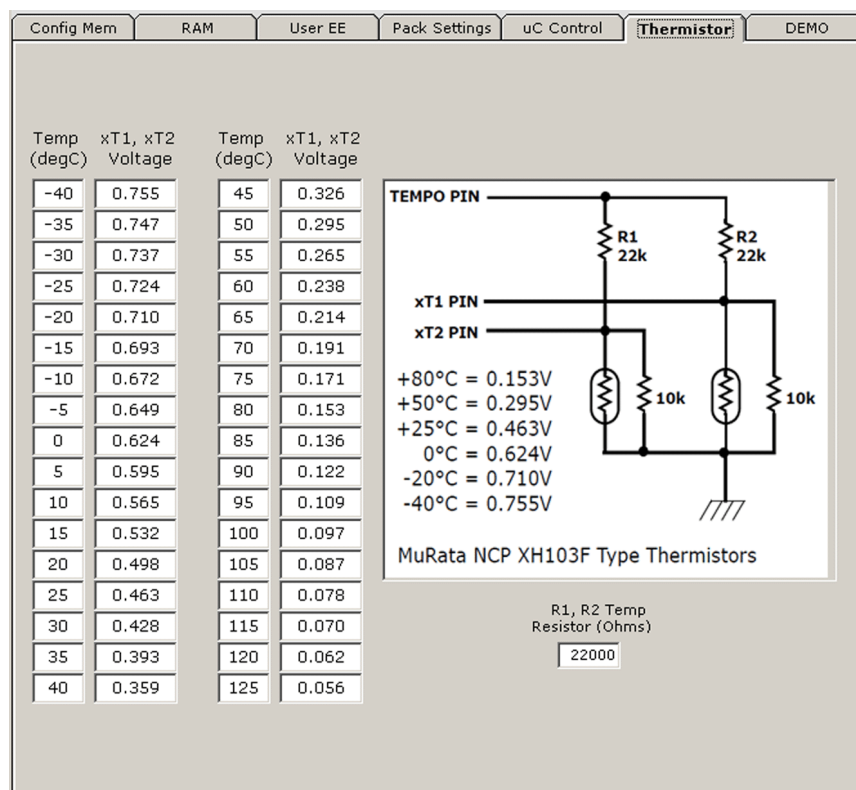 Config Mem RAM User EE Pack Settings uC Control Thermistor DEMO
Temp xT1, xT2 Temp xT1, xT2
(degC) Voltage (degC) Voltage
-40 0.755 45 0.326
-35 0.747 50 0.295
-30 0.737 55 0.265
-25 0.724 60 0.238
-20 0.710 65 0.214
-15 0.693 70 0.191
-10 0.672 75 0.171
-5 0.649 80 0.153
0 0.624 85 0.136
5 0.595 90 0.122
10 0.565 95 0.109
15 0.532 100 0.097
20 0.498 105 0.087
25 0.463 110 0.078
30 0.428 115 0.070
35 0.393 120 0.062
40 0.359 125 0.056
TEMPO PIN
R1 R2
22k 22k
xT1 PIN
xT2 PIN
10k 10k
+80°C = 0.153V
+50°C = 0.295V
+25°C = 0.463V
0°C = 0.624V
-20°C = 0.710V
-40°C = 0.755V
MuRata NCP XH103F Type Thermistors
R1, R2 Temp
Resistor (Ohms)
22000